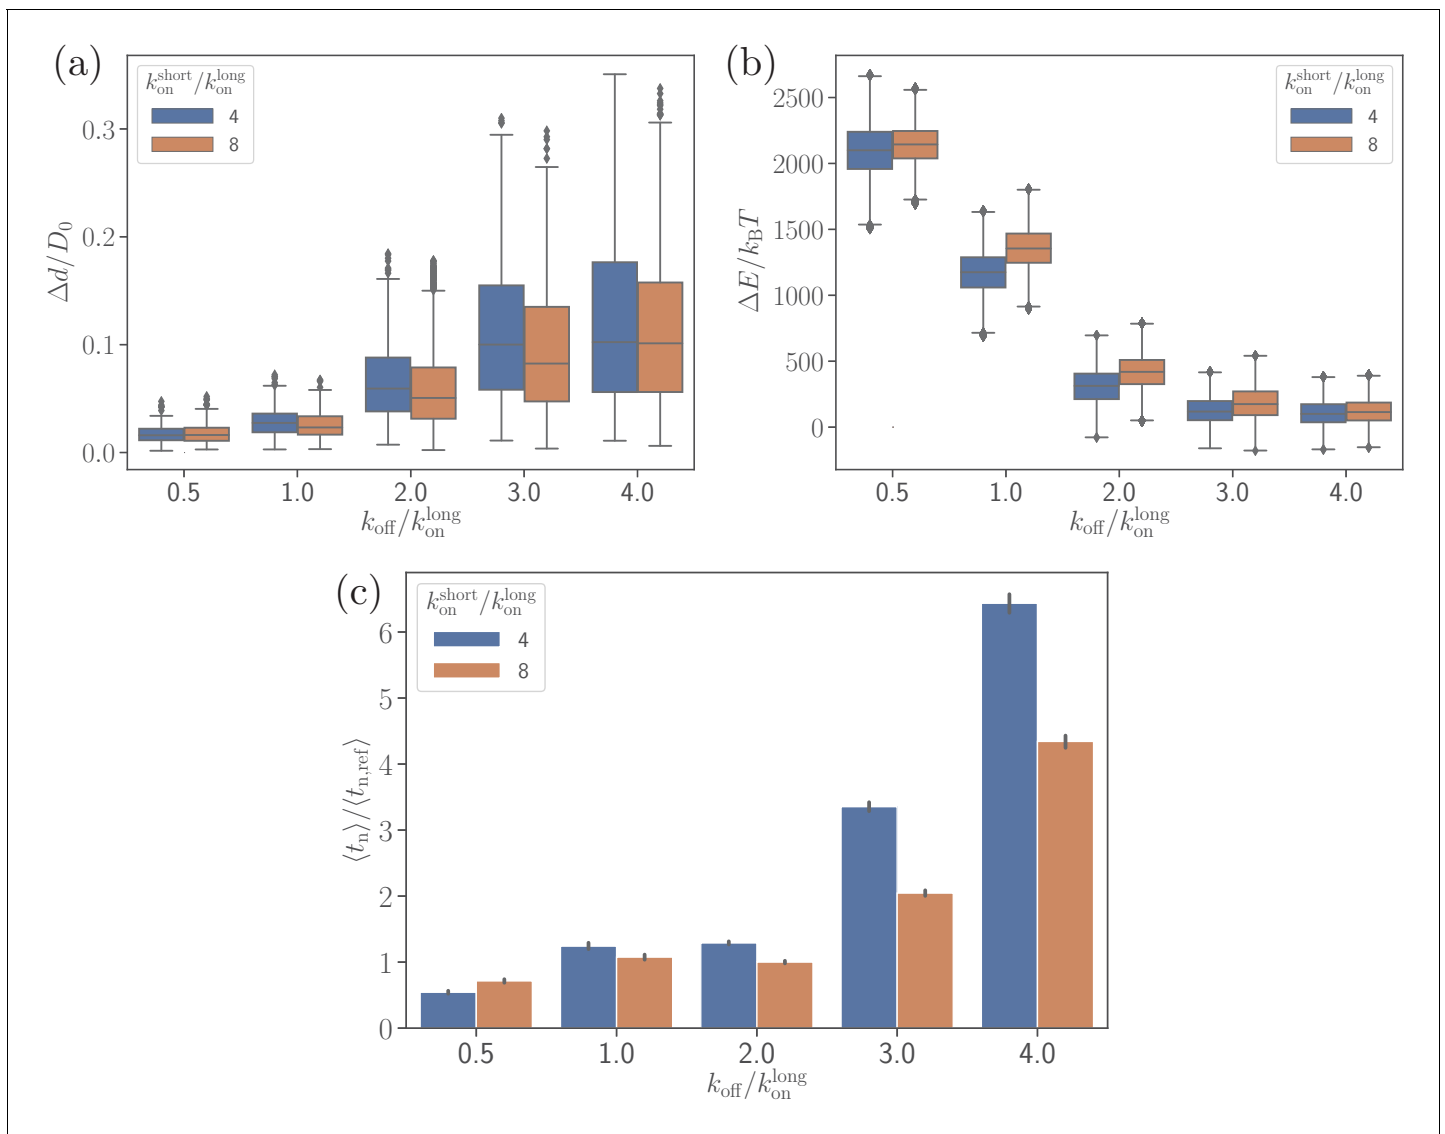 (a)
k_on^short/k_on^long
4
8
0.3
0.2
0.1
0.0
Δd/D_0
0.5 1.0 2.0 3.0 4.0
k_off/k_on^long
(b)
k_on^short/k_on^long
4
8
2500
2000
1500
1000
500
0
ΔE/k_BT
0.5 1.0 2.0 3.0 4.0
k_off/k_on^long
(c)
k_on^short/k_on^long
4
8
6
5
4
3
2
1
0
⟨t_n⟩/⟨t_n,ref⟩
0.5 1.0 2.0 3.0 4.0
k_off/k_on^long